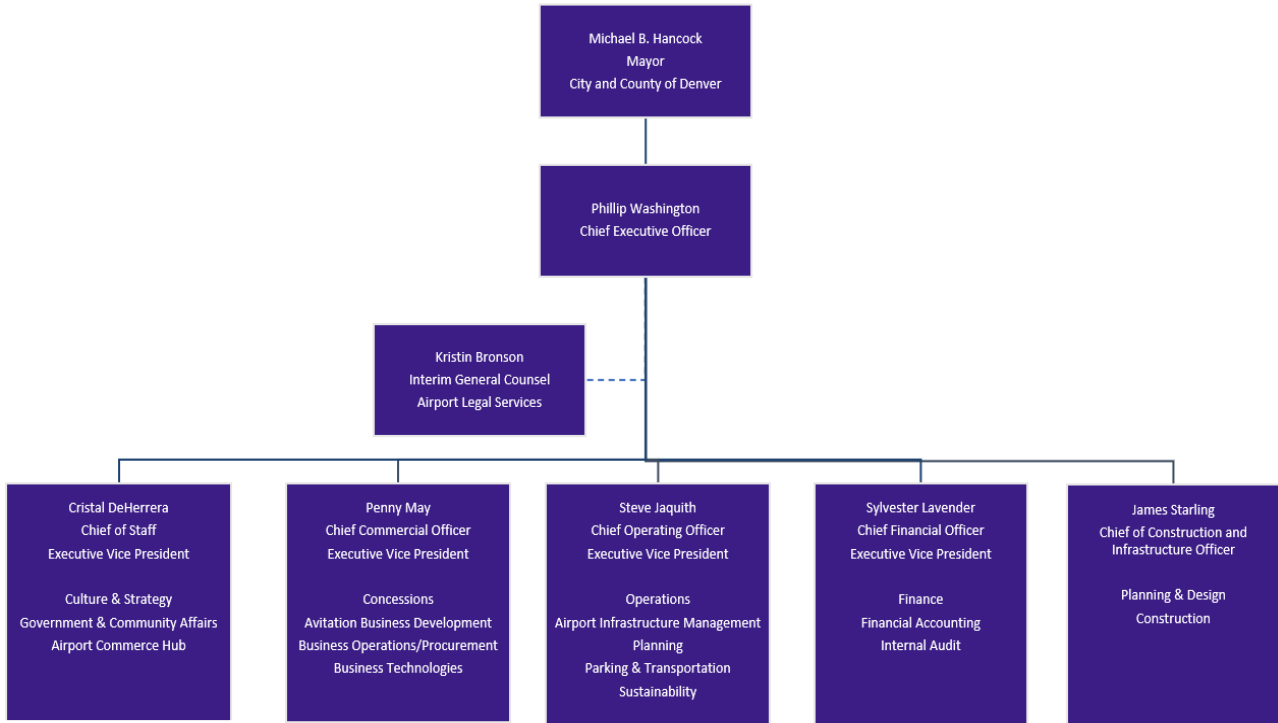 Michael B. Hancock
Mayor
City and County of Denver
Phillip Washington
Chief Executive Officer
Kristin Bronson
Interim General Counsel
Airport Legal Services
Cristal DeHerrera
Chief of Staff
Executive Vice President
Culture & Strategy
Government & Community Affairs
Airport Commerce Hub
Penny May
Chief Commercial Officer
Executive Vice President
Concessions
Avitation Business Development
Business Operations/Procurement
Business Technologies
Steve Jaquith
Chief Operating Officer
Executive Vice President
Operations
Airport Infrastructure Management
Planning
Parking & Transportation
Sustainability
Sylvester Lavender
Chief Financial Officer
Executive Vice President
Finance
Financial Accounting
Internal Audit
James Starling
Chief of Construction and
Infrastructure Officer
Planning & Design
Construction